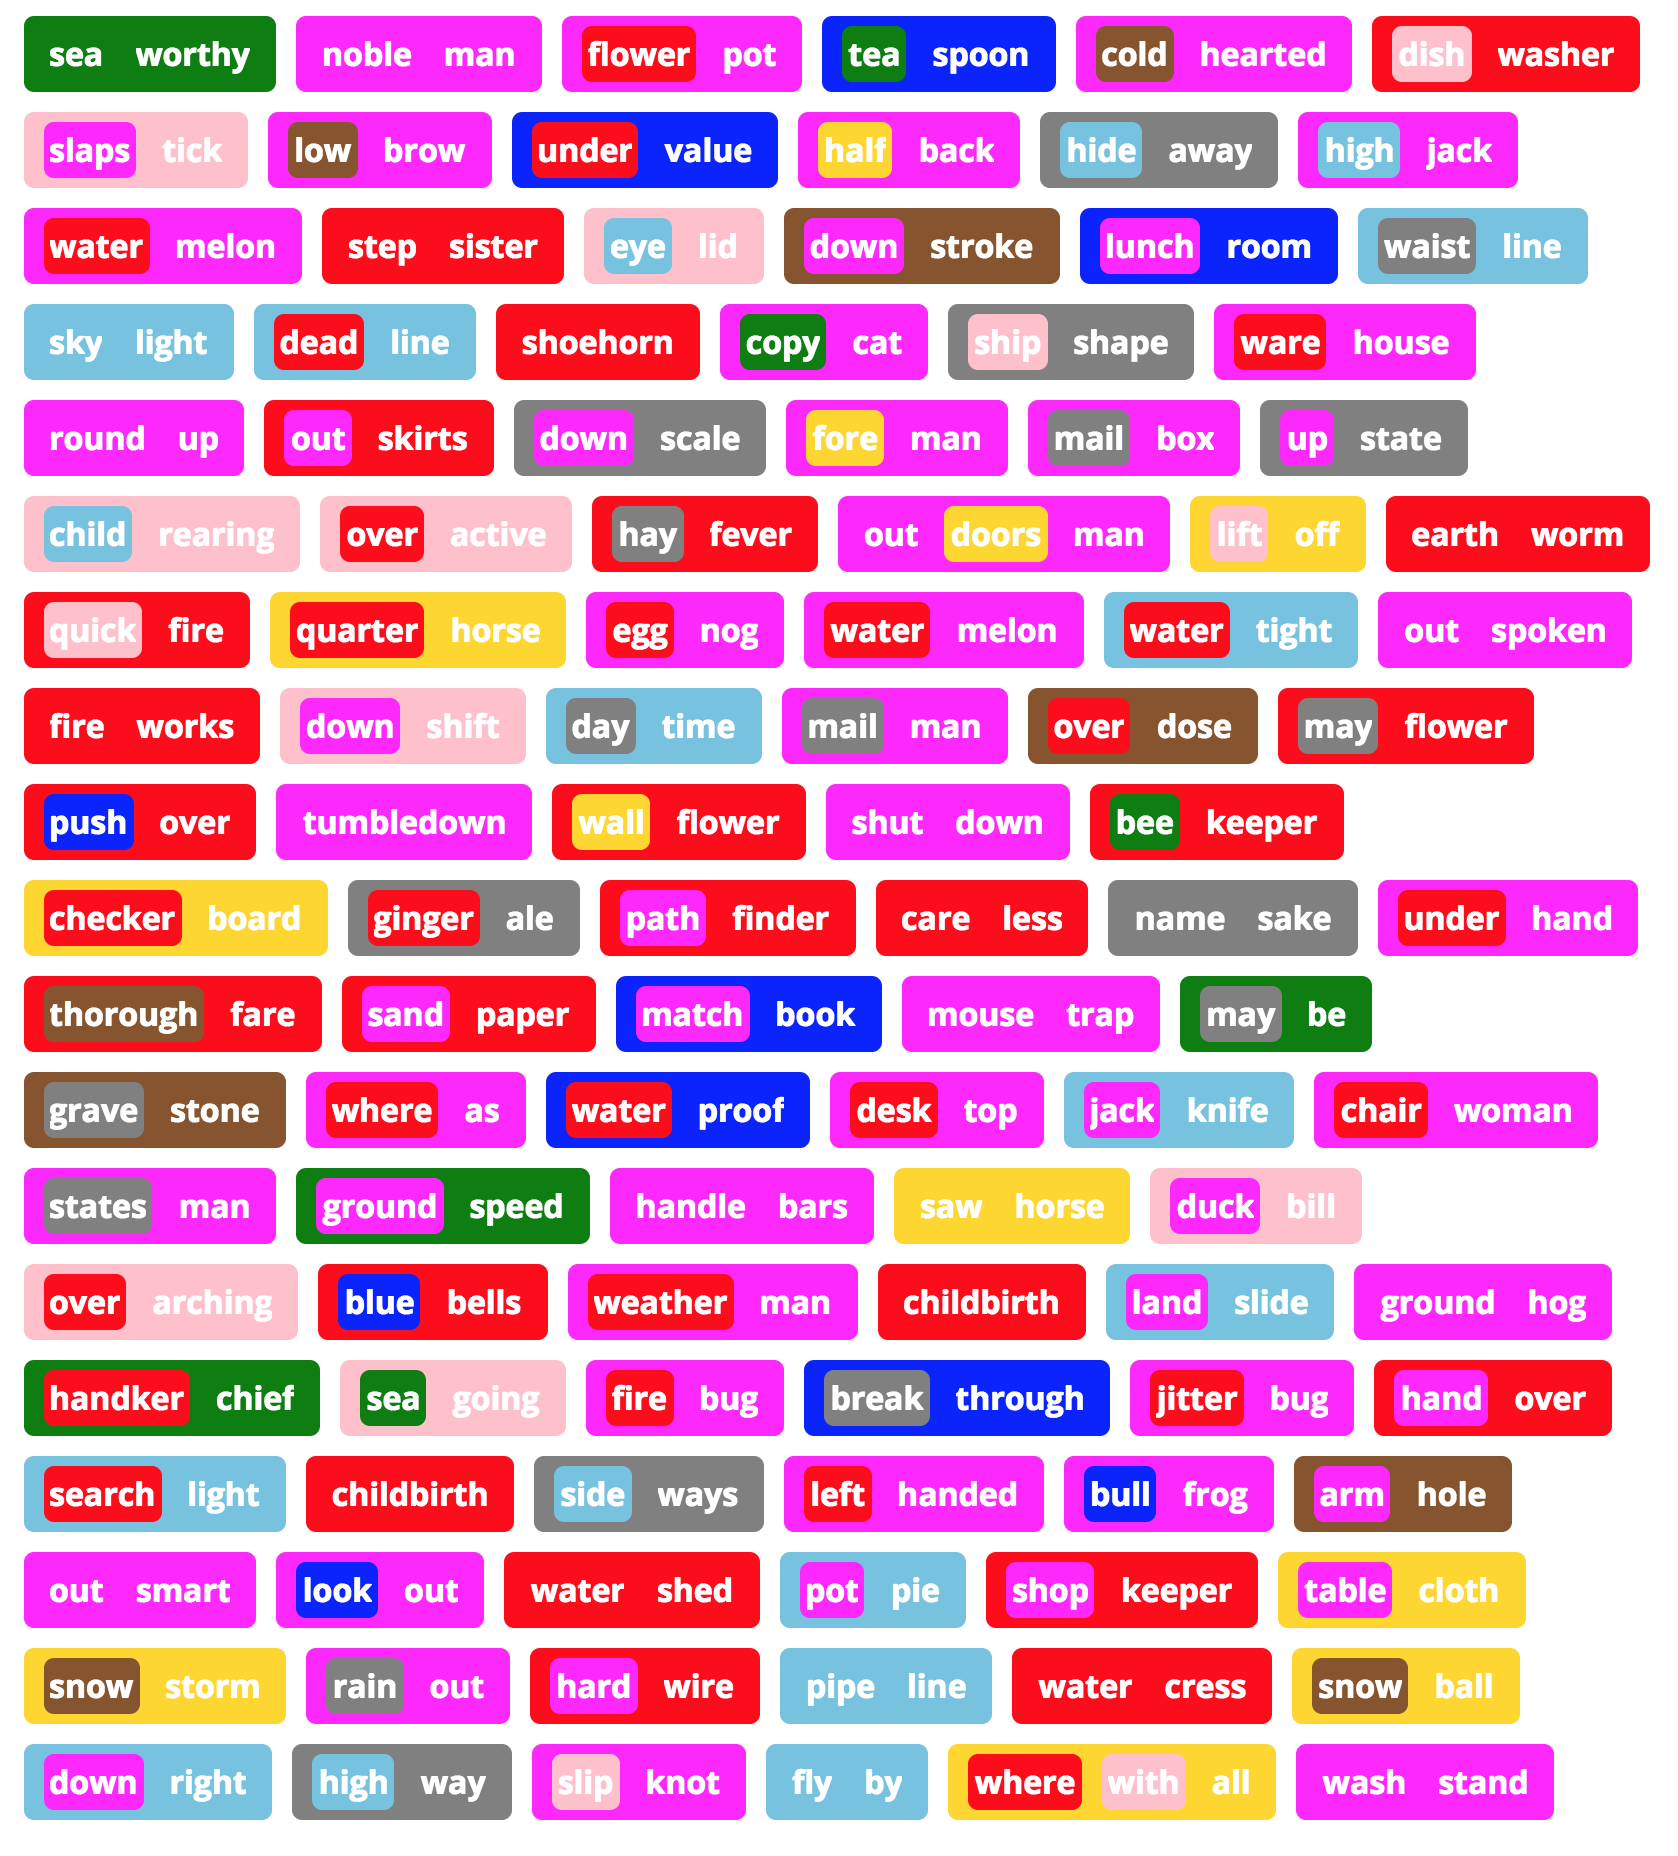 sea worthy noble man flower pot tea spoon cold hearted dish washer
slaps tick low brow under value half back hide away high jack
water melon step sister eye lid down stroke lunch room waist line
sky light dead line shoehorn copy cat ship shape ware house
round up out skirts down scale fore man mail box up state
child rearing over active hay fever out doors man lift off earth worm
quick fire quarter horse egg nog water melon water tight out spoken
fire works down shift day time mail man over dose may flower
push over tumbledown wall flower shut down bee keeper
checker board ginger ale path finder care less name sake under hand
thorough fare sand paper match book mouse trap may be
grave stone where as water proof desk top jack knife chair woman
states man ground speed handle bars saw horse duck bill
over arching blue bells weather man childbirth land slide ground hog
handker chief sea going fire bug break through jitter bug hand over
search light childbirth side ways left handed bull frog arm hole
out smart look out water shed pot pie shop keeper table cloth
snow storm rain out hard wire pipe line water cress snow ball
down right high way slip knot fly by where with all wash stand